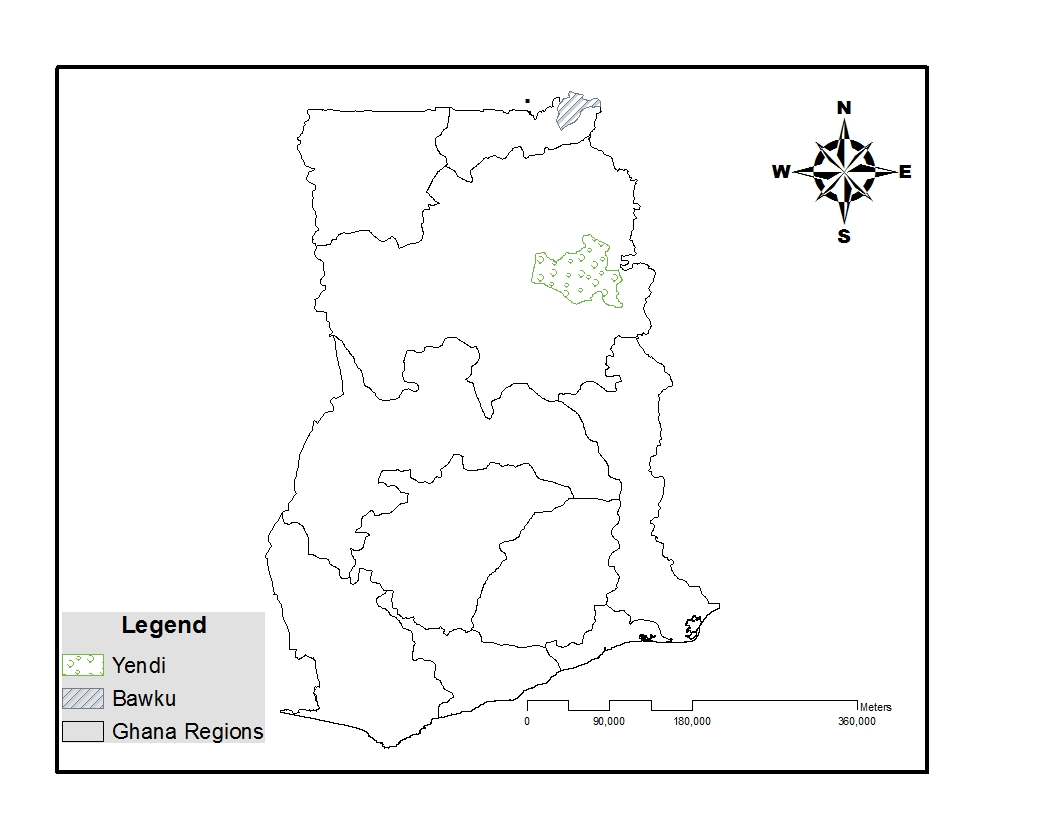 N
W E
S
Legend
Yendi
Bawku
Ghana Regions
Meters
0 90,000 180,000 360,000